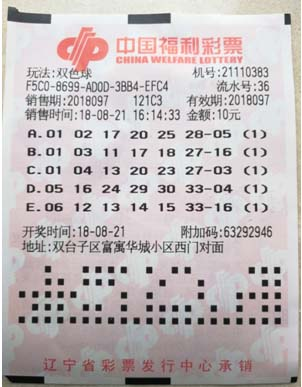 中国福利彩票
CHINA WELFARE LOTTERY
玩法:双色球 机号:21110383
F5C0-8699-AD0D-3BB4-EFC4 流水号:36
销售期:2018097 121C3 有效期:2018097
销售时间:18-08-21 16:14:33 金额:10元
A.01 02 17 20 25 28-05 (1)
B.01 03 11 17 18 27-16 (1)
C.01 04 13 20 23 27-03 (1)
D.05 16 24 29 30 33-04 (1)
E.06 12 13 14 15 33-16 (1)
开奖时间:18-08-21 附加码:63292946
地址:双台子区富寓华城小区西门对面
辽宁省彩票发行中心承销